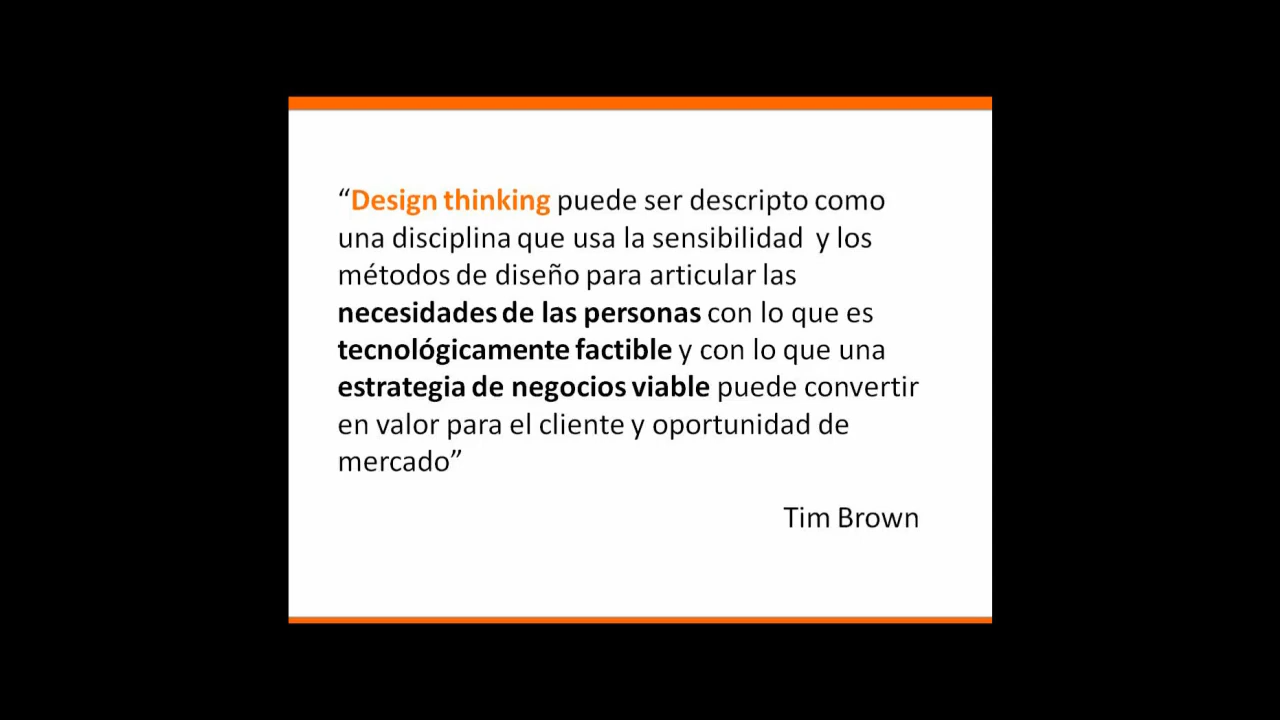 “Design thinking puede ser descripto como
una disciplina que usa la sensibilidad y los
métodos de diseño para articular las
necesidades de las personas con lo que es
tecnológicamente factible y con lo que una
estrategia de negocios viable puede convertir
en valor para el cliente y oportunidad de
mercado”
Tim Brown